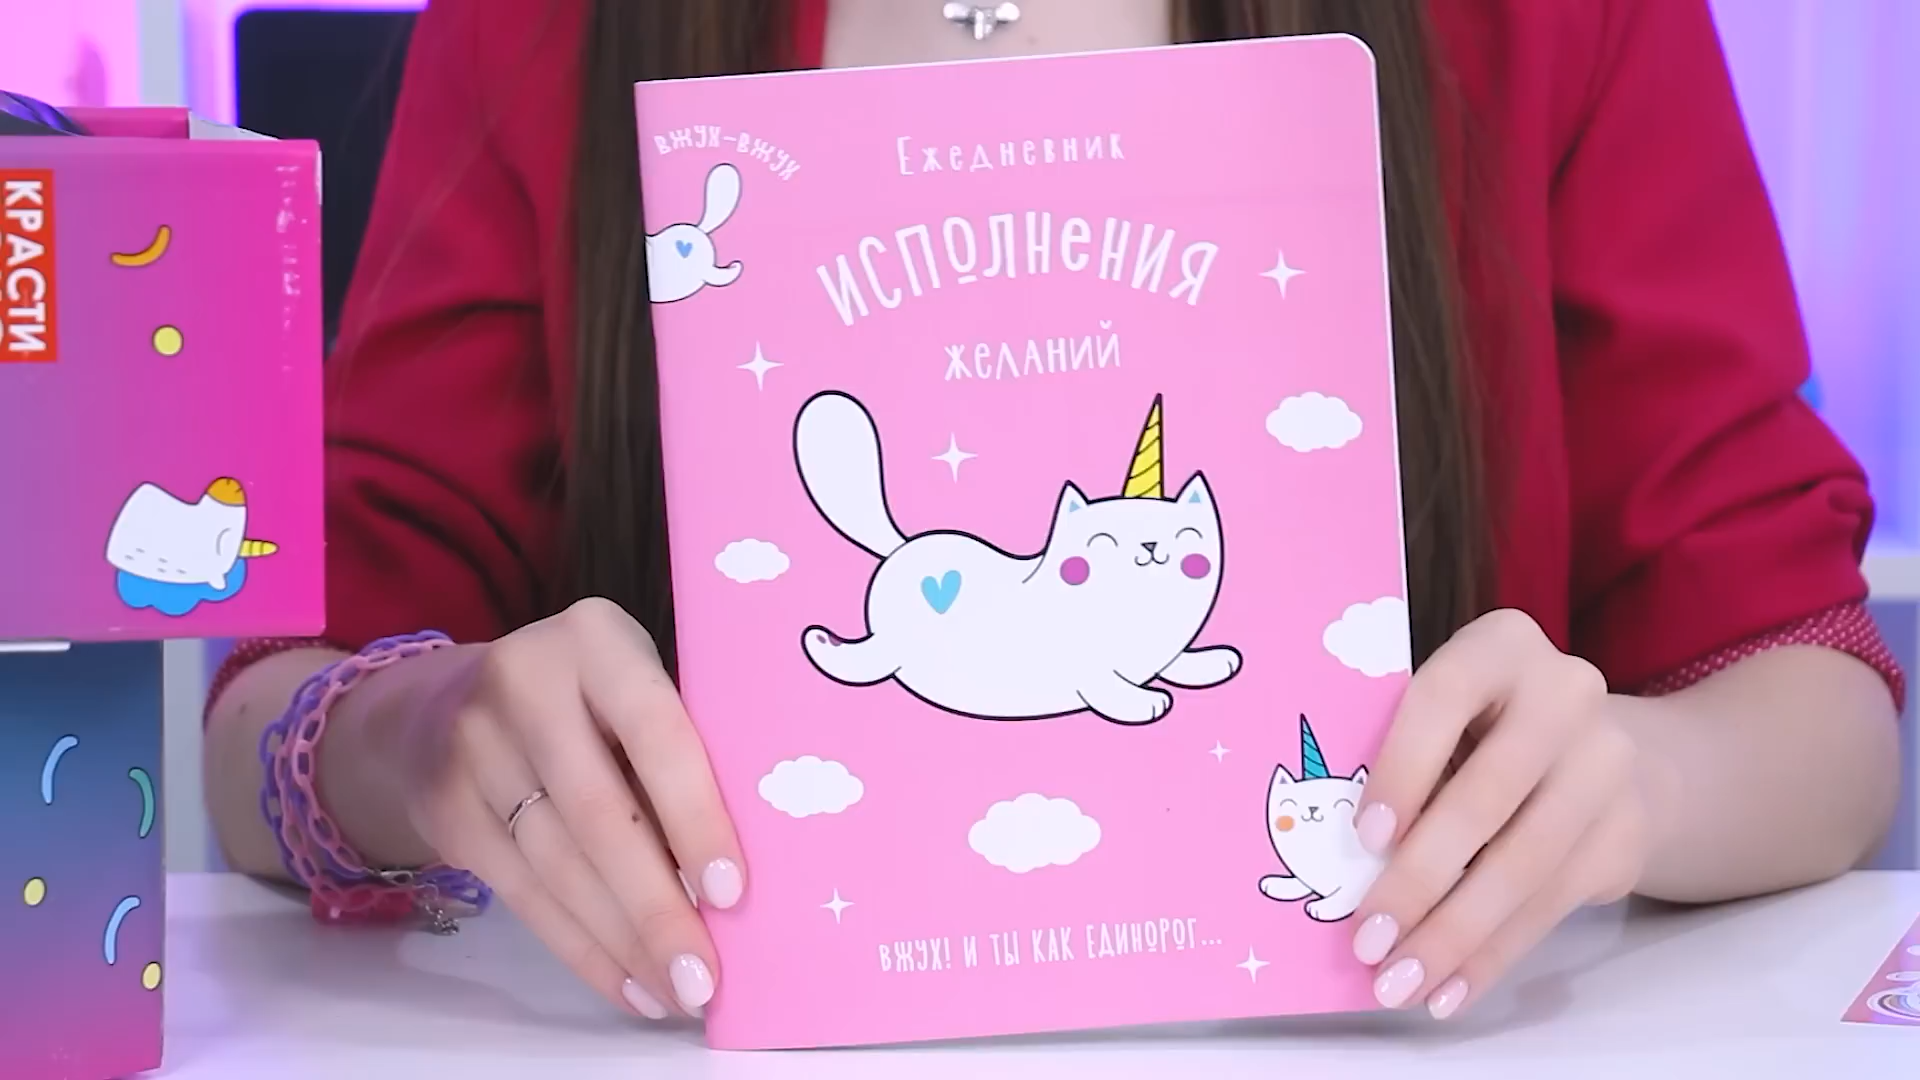 вжух-вжух
Ежедневник
исполнения
желаний
вжух! и ты как единорог...
КРАСТИ